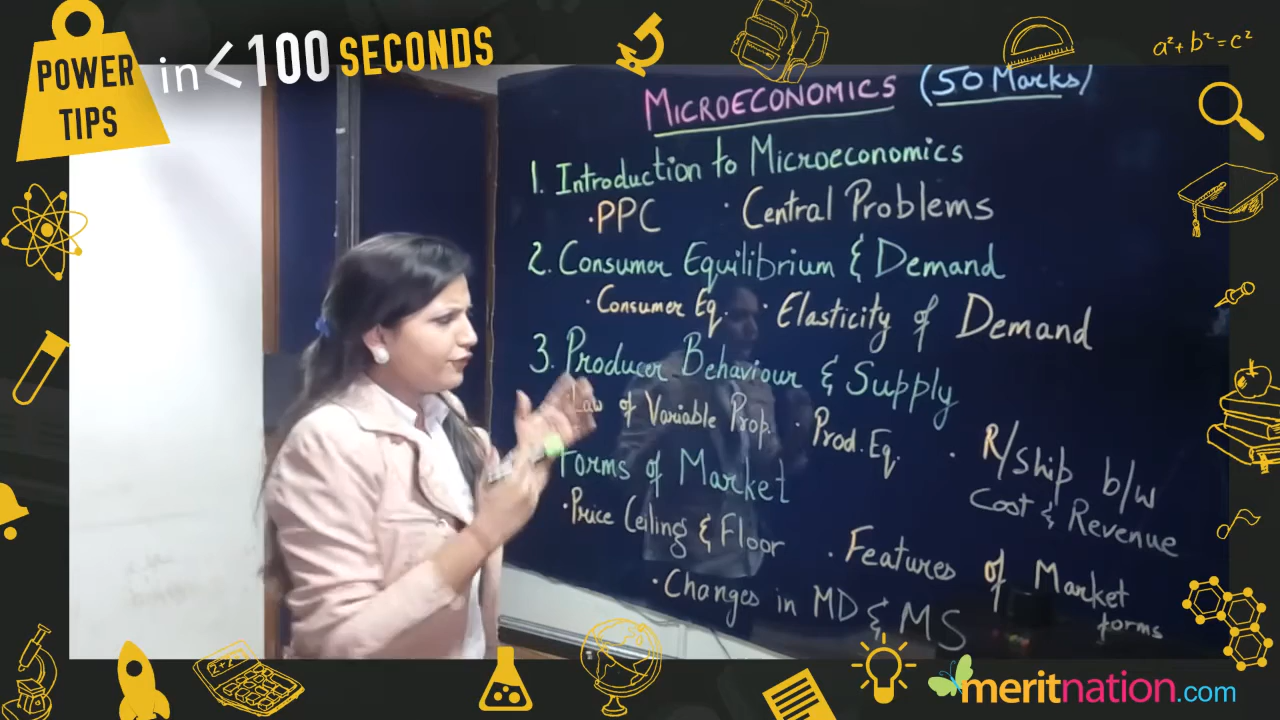 POWER
TIPS
in <100 SECONDS
a²+b²=c²
MICROECONOMICS (50 Marks)
1. Introduction to Microeconomics
· PPC · Central Problems
2. Consumer Equilibrium & Demand
· Consumer Eq. · Elasticity of Demand
3. Producer Behaviour & Supply
Law of Variable Prop. · Prod. Eq. · R/ship b/w
Cost & Revenue
Forms of Market
· Price Ceiling & Floor · Features of Market
forms
· Changes in MD & MS
2+2=
meritnation.com